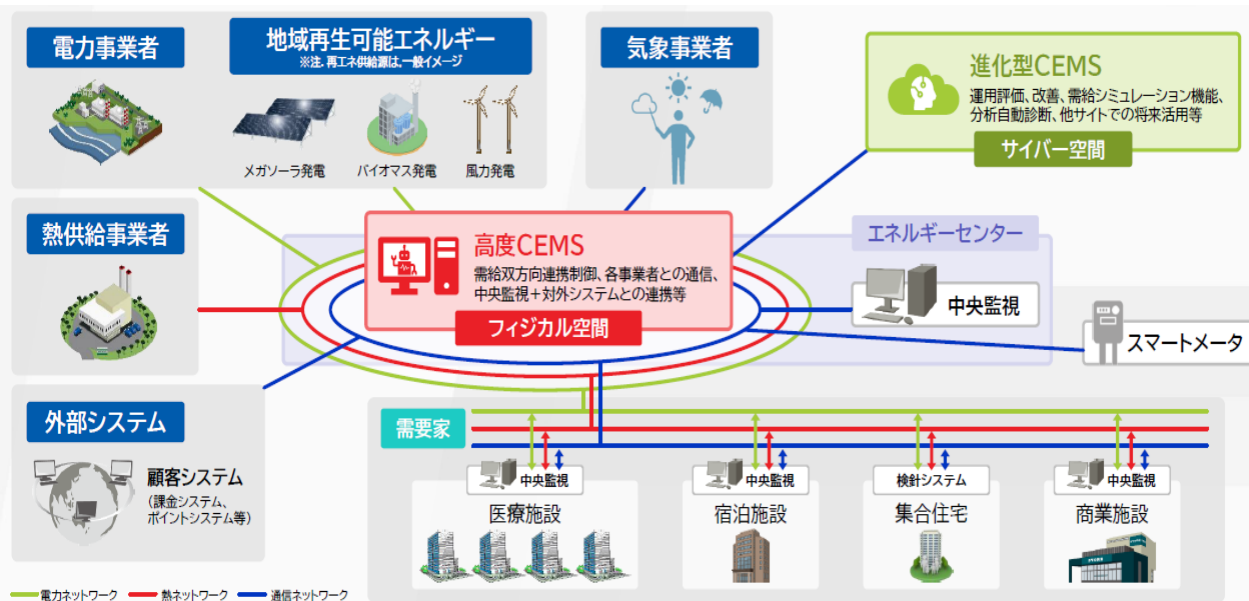 電力事業者
地域再生可能エネルギー
※注. 再エネ供給源は、一般イメージ
メガソーラ発電
バイオマス発電
風力発電
気象事業者
進化型CEMS
運用評価、改善、需給シミュレーション機能、
分析自動診断、他サイトでの将来活用等
サイバー空間
熱供給事業者
高度CEMS
需給双方向連携制御、各事業者との通信、
中央監視+対外システムとの連携等
フィジカル空間
エネルギーセンター
中央監視
スマートメータ
外部システム
顧客システム
(課金システム、
ポイントシステム等)
需要家
中央監視
医療施設
中央監視
宿泊施設
検針システム
集合住宅
中央監視
商業施設
電力ネットワーク
熱ネットワーク
通信ネットワーク